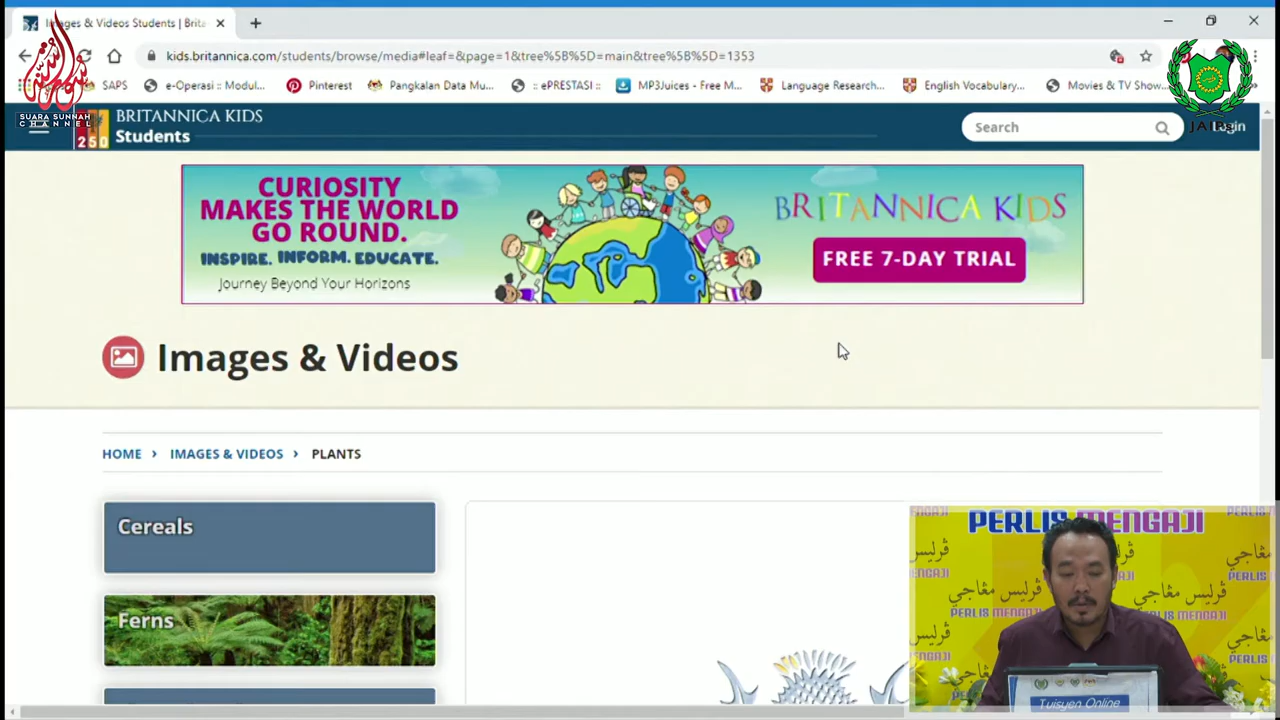 Images & Videos Students | Brita
kids.britannica.com/students/browse/media#leaf=&page=1&tree%5B%5D=main&tree%5B%5D=1353
SAPS
e-Operasi :: Modul...
Pinterest
Pangkalan Data Mu...
:: ePRESTASI ::
MP3Juices - Free M...
Language Research...
English Vocabulary...
Movies & TV Show...
SUARA SUNNAH
CHANNEL
JAIPs
250
BRITANNICA KIDS
Students
Search
Login
CURIOSITY
MAKES THE WORLD
GO ROUND.
INSPIRE. INFORM. EDUCATE.
Journey Beyond Your Horizons
BRITANNICA KIDS
FREE 7-DAY TRIAL
Images & Videos
HOME › IMAGES & VIDEOS › PLANTS
Cereals
Ferns
PERLIS MENGAJI
ڤرليس مڠاجي
PERLIS MENGAJI
Tuisyen Online